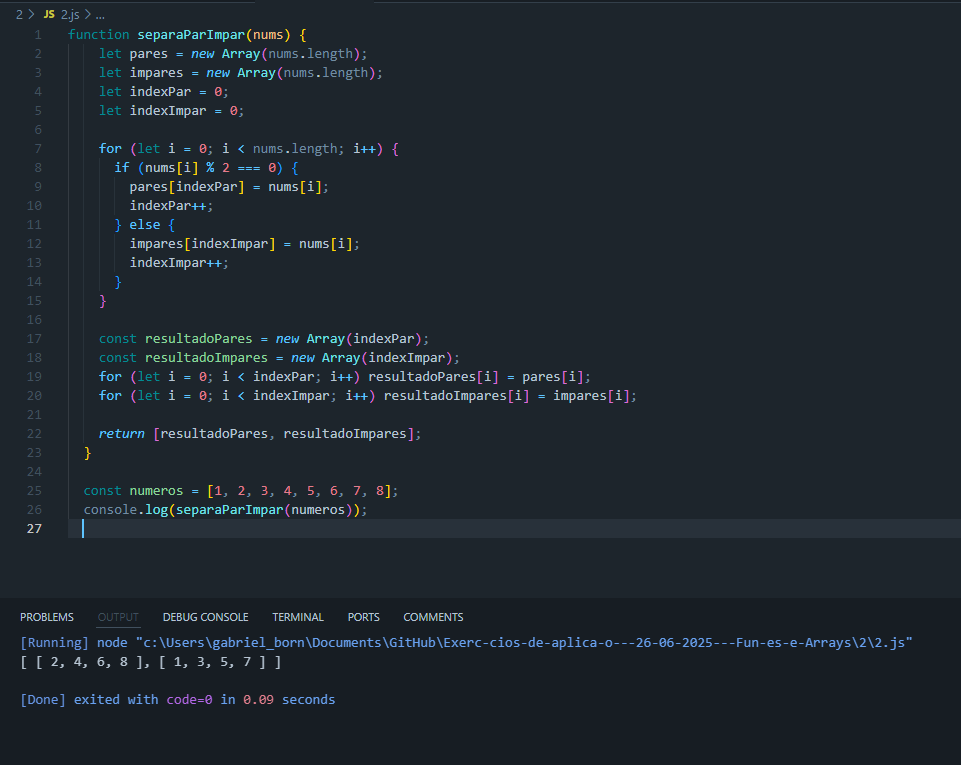 2 > JS 2.js > ...
1 function separaParImpar(nums) {
2 let pares = new Array(nums.length);
3 let impares = new Array(nums.length);
4 let indexPar = 0;
5 let indexImpar = 0;
6
7 for (let i = 0; i < nums.length; i++) {
8 if (nums[i] % 2 === 0) {
9 pares[indexPar] = nums[i];
10 indexPar++;
11 } else {
12 impares[indexImpar] = nums[i];
13 indexImpar++;
14 }
15 }
16
17 const resultadoPares = new Array(indexPar);
18 const resultadoImpares = new Array(indexImpar);
19 for (let i = 0; i < indexPar; i++) resultadoPares[i] = pares[i];
20 for (let i = 0; i < indexImpar; i++) resultadoImpares[i] = impares[i];
21
22 return [resultadoPares, resultadoImpares];
23 }
24
25 const numeros = [1, 2, 3, 4, 5, 6, 7, 8];
26 console.log(separaParImpar(numeros));
27
PROBLEMS OUTPUT DEBUG CONSOLE TERMINAL PORTS COMMENTS
[Running] node "c:\Users\gabriel_born\Documents\GitHub\Exerc-cios-de-aplica-o---26-06-2025---Fun-es-e-Arrays\2\2.js"
[ [ 2, 4, 6, 8 ], [ 1, 3, 5, 7 ] ]
[Done] exited with code=0 in 0.09 seconds